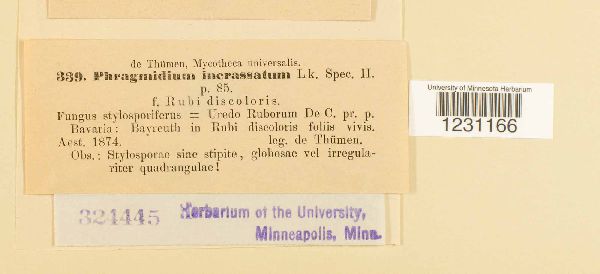 de Thümen, Mycotheca universalis.
339. Phragmidium incrassatum Lk. Spec. II.
p. 85.
f. Rubi discoloris.
Fungus stylosporiferus = Uredo Ruborum De C. pr. p.
Bavaria: Bayreuth in Rubi discoloris foliis vivis.
Aest. 1874. leg. de Thümen.
Obs.: Stylosporae sine stipite, globosae vel irregula-
riter quadrangulae!
University of Minnesota Herbarium
1231166
324445 Herbarium of the University,
Minneapolis, Minn.